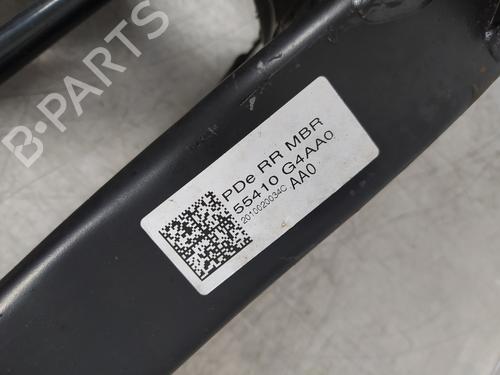 B-PARTS
PDe RR MBR
55410 G4AA0
2010020034C
AA0